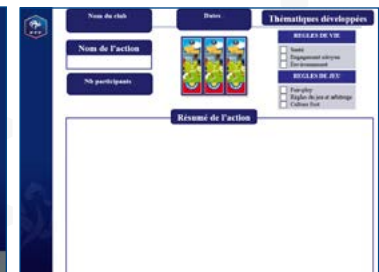 Nom du club
Dates
Thématiques développées
REGLES DE VIE
Nom de l'action
Santé
Engagement citoyen
Environnement
Nb participants
REGLES DE JEU
Fair-play
Règles du jeu et arbitrage
Culture foot
Résumé de l'action